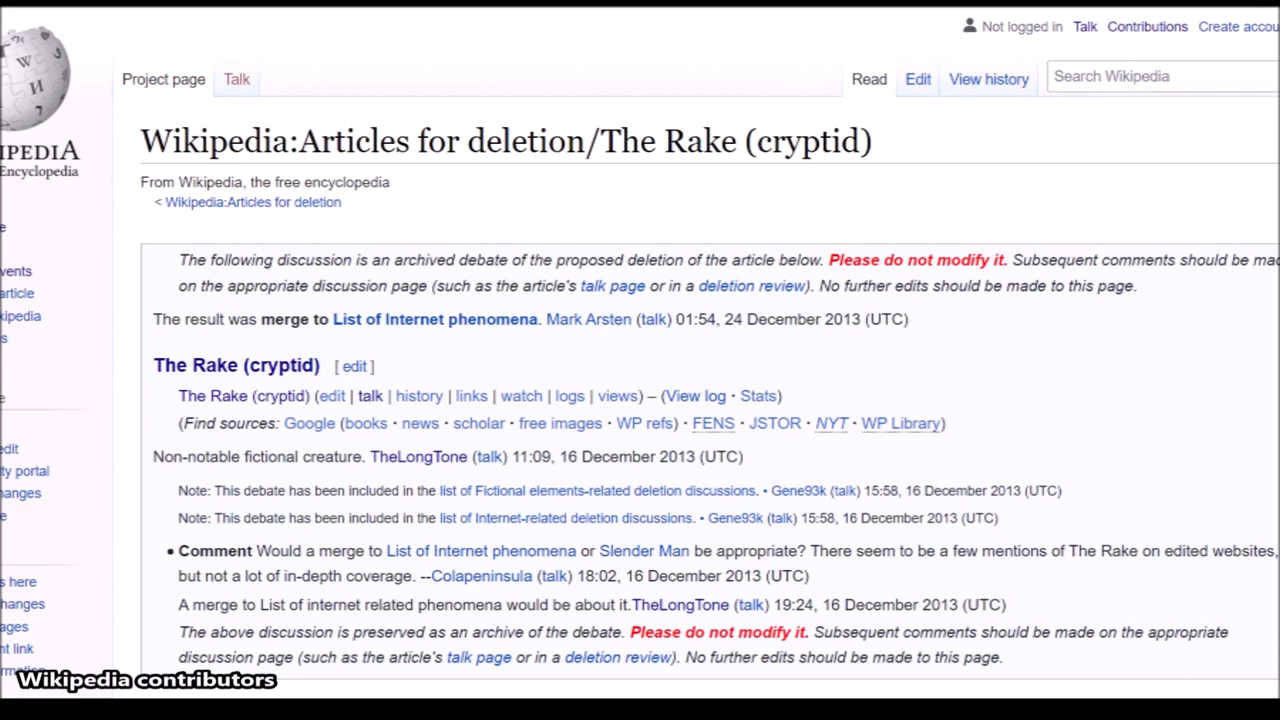 Not logged in Talk Contributions Create accou
Project page Talk Read Edit View history Search Wikipedia
IPEDIA
Encyclopedia
Wikipedia:Articles for deletion/The Rake (cryptid)
From Wikipedia, the free encyclopedia
< Wikipedia:Articles for deletion
e
vents
article
kipedia
s
e
edit
ty portal
hanges
e
s here
hanges
ages
nt link
The following discussion is an archived debate of the proposed deletion of the article below. Please do not modify it. Subsequent comments should be mad
on the appropriate discussion page (such as the article's talk page or in a deletion review). No further edits should be made to this page.
The result was merge to List of Internet phenomena. Mark Arsten (talk) 01:54, 24 December 2013 (UTC)
The Rake (cryptid) [ edit ]
The Rake (cryptid) (edit | talk | history | links | watch | logs | views) – (View log · Stats)
(Find sources: Google (books · news · scholar · free images · WP refs) · FENS · JSTOR · NYT · WP Library)
Non-notable fictional creature. TheLongTone (talk) 11:09, 16 December 2013 (UTC)
Note: This debate has been included in the list of Fictional elements-related deletion discussions. • Gene93k (talk) 15:58, 16 December 2013 (UTC)
Note: This debate has been included in the list of Internet-related deletion discussions. • Gene93k (talk) 15:58, 16 December 2013 (UTC)
• Comment Would a merge to List of Internet phenomena or Slender Man be appropriate? There seem to be a few mentions of The Rake on edited websites,
but not a lot of in-depth coverage. --Colapeninsula (talk) 18:02, 16 December 2013 (UTC)
A merge to List of internet related phenomena would be about it.TheLongTone (talk) 19:24, 16 December 2013 (UTC)
The above discussion is preserved as an archive of the debate. Please do not modify it. Subsequent comments should be made on the appropriate
discussion page (such as the article's talk page or in a deletion review). No further edits should be made to this page.
Wikipedia contributors